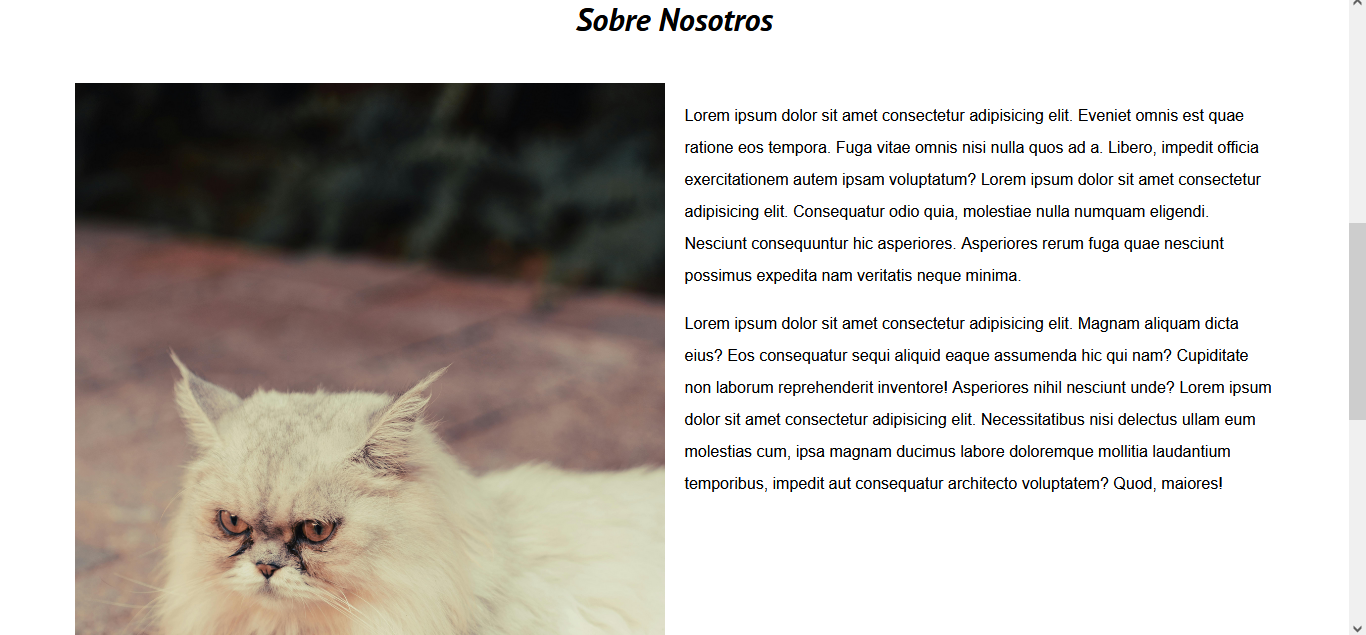 Sobre Nosotros
Lorem ipsum dolor sit amet consectetur adipisicing elit. Eveniet omnis est quae
ratione eos tempora. Fuga vitae omnis nisi nulla quos ad a. Libero, impedit officia
exercitationem autem ipsam voluptatum? Lorem ipsum dolor sit amet consectetur
adipisicing elit. Consequatur odio quia, molestiae nulla numquam eligendi.
Nesciunt consequuntur hic asperiores. Asperiores rerum fuga quae nesciunt
possimus expedita nam veritatis neque minima.
Lorem ipsum dolor sit amet consectetur adipisicing elit. Magnam aliquam dicta
eius? Eos consequatur sequi aliquid eaque assumenda hic qui nam? Cupiditate
non laborum reprehenderit inventore! Asperiores nihil nesciunt unde? Lorem ipsum
dolor sit amet consectetur adipisicing elit. Necessitatibus nisi delectus ullam eum
molestias cum, ipsa magnam ducimus labore doloremque mollitia laudantium
temporibus, impedit aut consequatur architecto voluptatem? Quod, maiores!